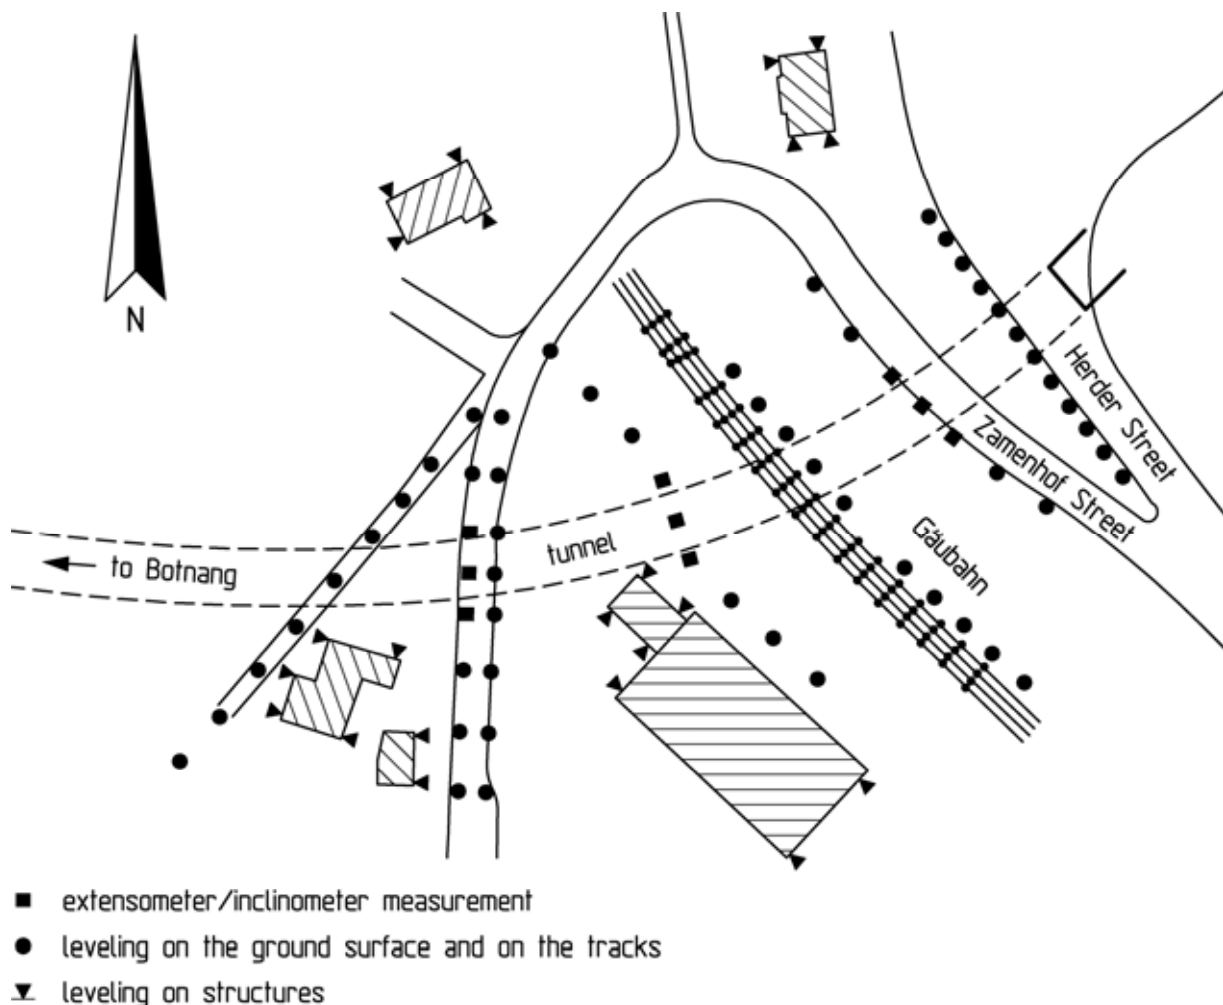 N
Herder Street
Zamenhof Street
Gäubahn
tunnel
to Botnang
extensometer/inclinometer measurement
leveling on the ground surface and on the tracks
leveling on structures